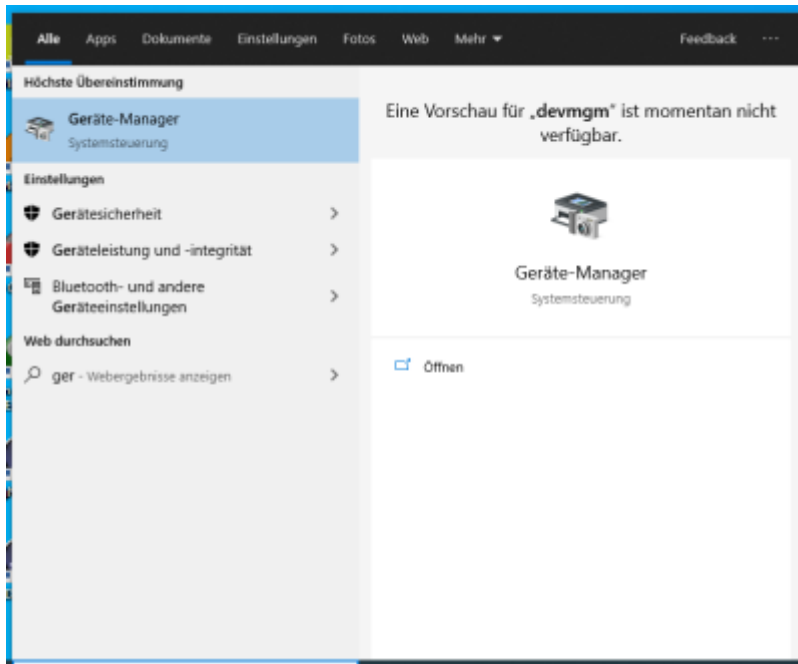 Alle Apps Dokumente Einstellungen Fotos Web Mehr Feedback ...
Höchste Übereinstimmung
Geräte-Manager
Systemsteuerung
Einstellungen
Gerätesicherheit
Geräteleistung und -integrität
Bluetooth- und andere
Geräteeinstellungen
Web durchsuchen
ger - Webergebnisse anzeigen
Eine Vorschau für „devmgm" ist momentan nicht
verfügbar.
Geräte-Manager
Systemsteuerung
Öffnen